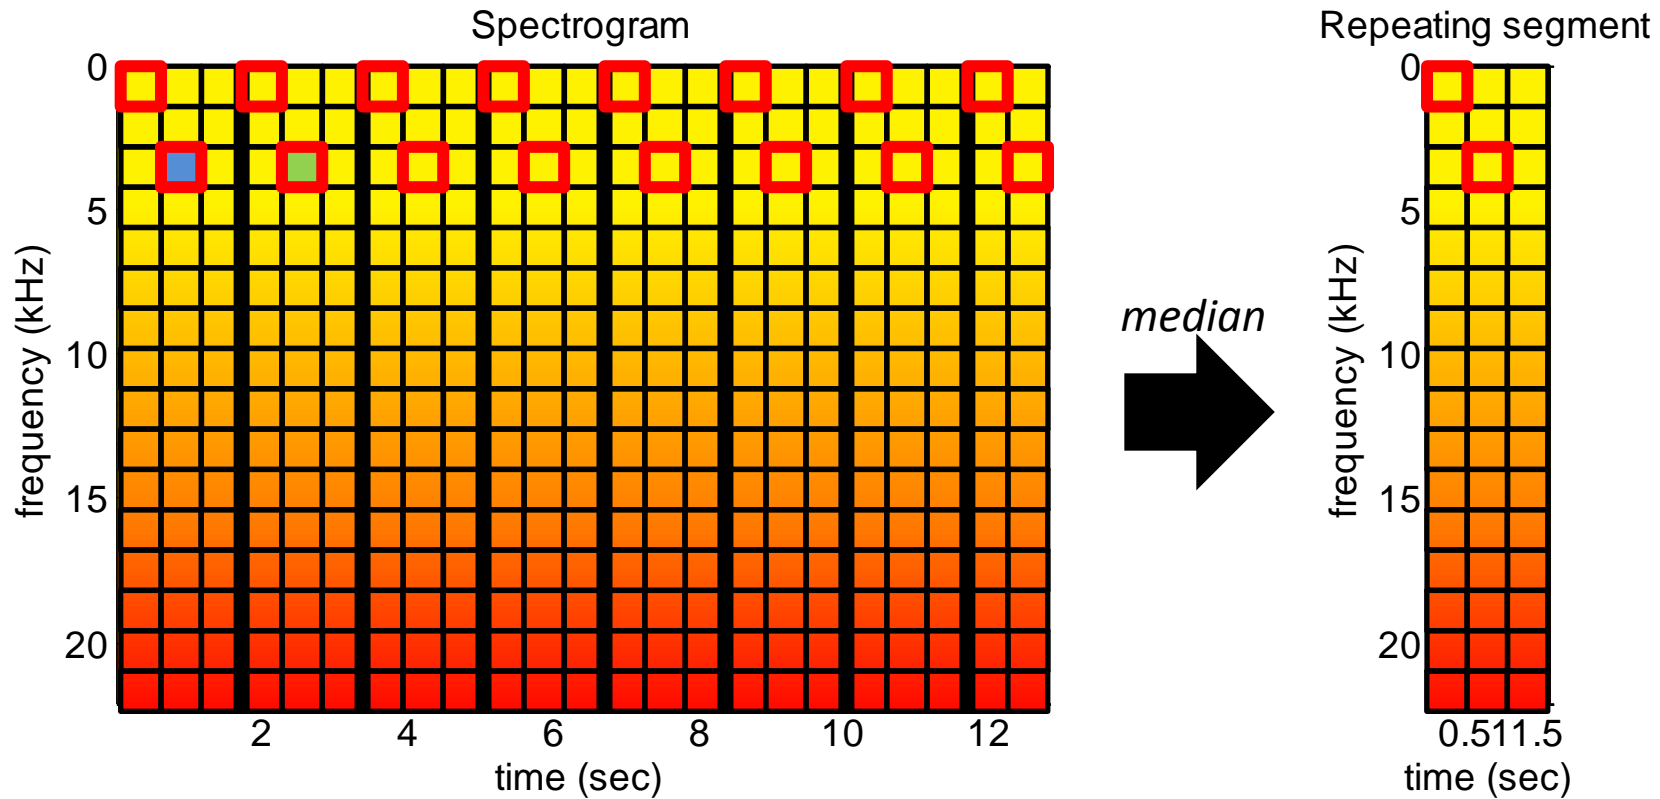 Spectrogram
0
5
10
15
20
frequency (kHz)
2 4 6 8 10 12
time (sec)
median
Repeating segment
0
5
10
15
20
frequency (kHz)
0.511.5
time (sec)